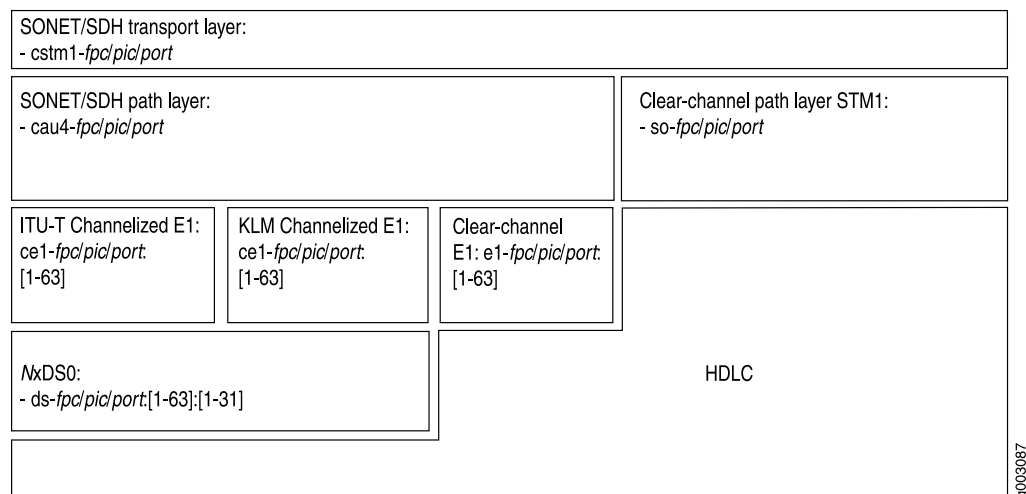 SONET/SDH transport layer:
- cstm1-fpc/pic/port
SONET/SDH path layer:
- cau4-fpc/pic/port
Clear-channel path layer STM1:
- so-fpc/pic/port
ITU-T Channelized E1:
ce1-fpc/pic/port:
[1-63]
KLM Channelized E1:
ce1-fpc/pic/port:
[1-63]
Clear-channel
E1: e1-fpc/pic/port:
[1-63]
NxDS0:
- ds-fpc/pic/port:[1-63]:[1-31]
HDLC
g003087